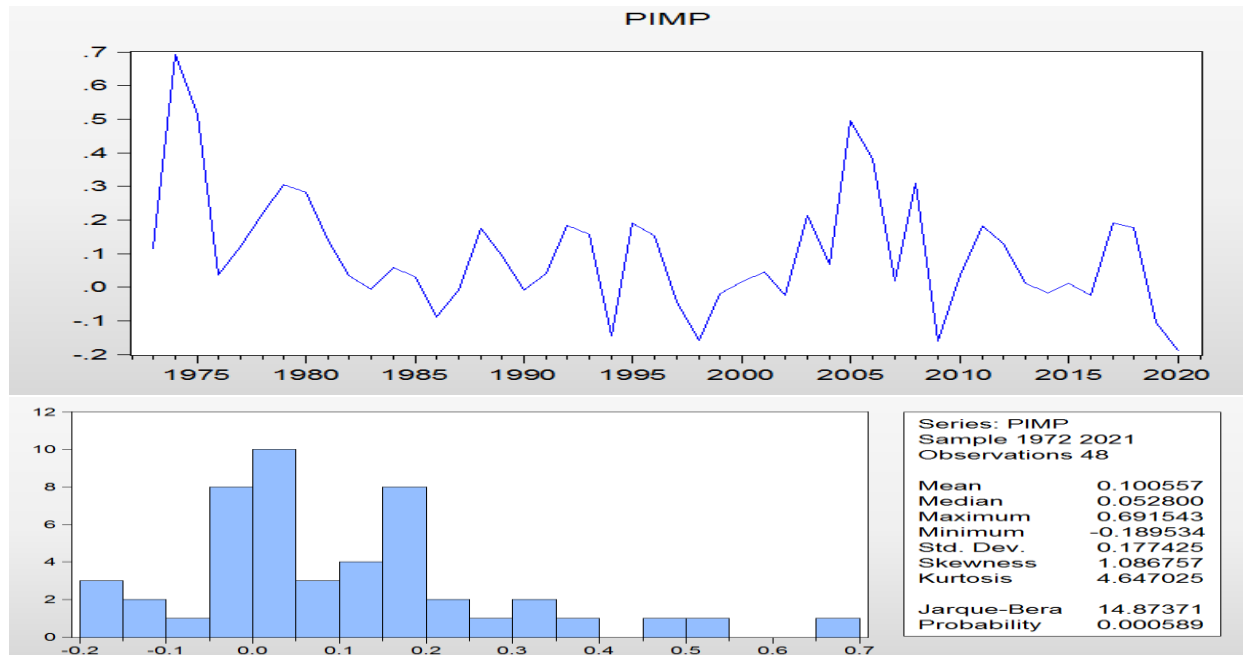 PIMP
.7
.6
.5
.4
.3
.2
.1
.0
-.1
-.2
1975 1980 1985 1990 1995 2000 2005 2010 2015 2020
12
10
8
6
4
2
0
-0.2 -0.1 0.0 0.1 0.2 0.3 0.4 0.5 0.6 0.7
Series: PIMP
Sample 1972 2021
Observations 48
Mean 0.100557
Median 0.052800
Maximum 0.691543
Minimum -0.189534
Std. Dev. 0.177425
Skewness 1.086757
Kurtosis 4.647025
Jarque-Bera 14.87371
Probability 0.000589